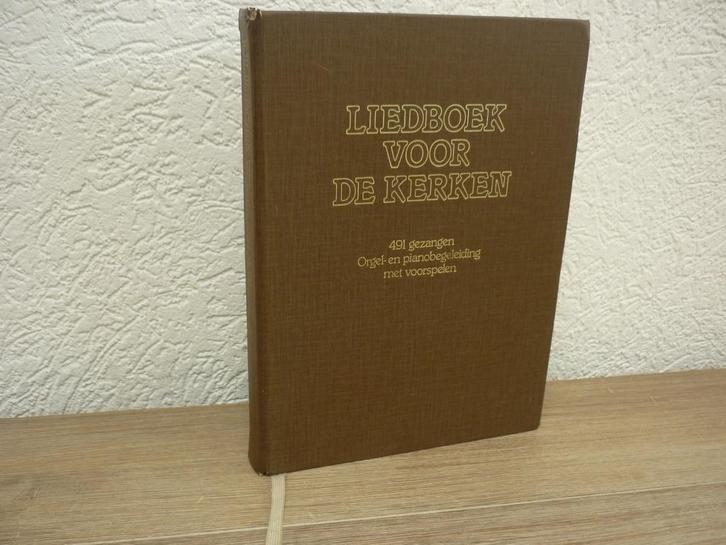 LIEDBOEK
VOOR
DE KERKEN
491 gezangen
Orgel- en pianobegeleiding
met voorspelen